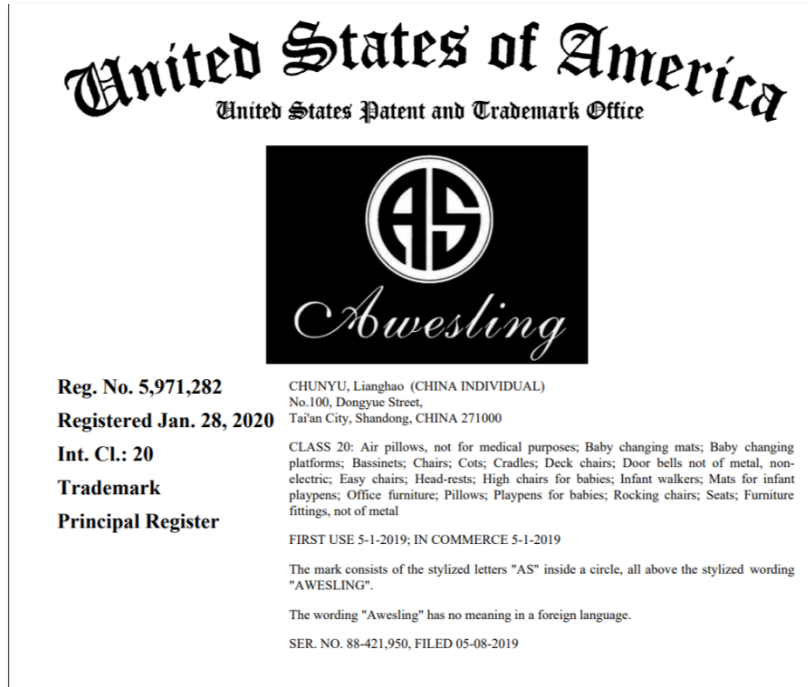 United States of America
United States Patent and Trademark Office
AS
Awesling
Reg. No. 5,971,282
Registered Jan. 28, 2020
Int. Cl.: 20
Trademark
Principal Register
CHUNYU, Lianghao (CHINA INDIVIDUAL)
No.100, Dongyue Street,
Tai'an City, Shandong, CHINA 271000
CLASS 20: Air pillows, not for medical purposes; Baby changing mats; Baby changing
platforms; Bassinets; Chairs; Cots; Cradles; Deck chairs; Door bells not of metal, non-
electric; Easy chairs; Head-rests; High chairs for babies; Infant walkers; Mats for infant
playpens; Office furniture; Pillows; Playpens for babies; Rocking chairs; Seats; Furniture
fittings, not of metal
FIRST USE 5-1-2019; IN COMMERCE 5-1-2019
The mark consists of the stylized letters "AS" inside a circle, all above the stylized wording
"AWESLING".
The wording "Awesling" has no meaning in a foreign language.
SER. NO. 88-421,950, FILED 05-08-2019